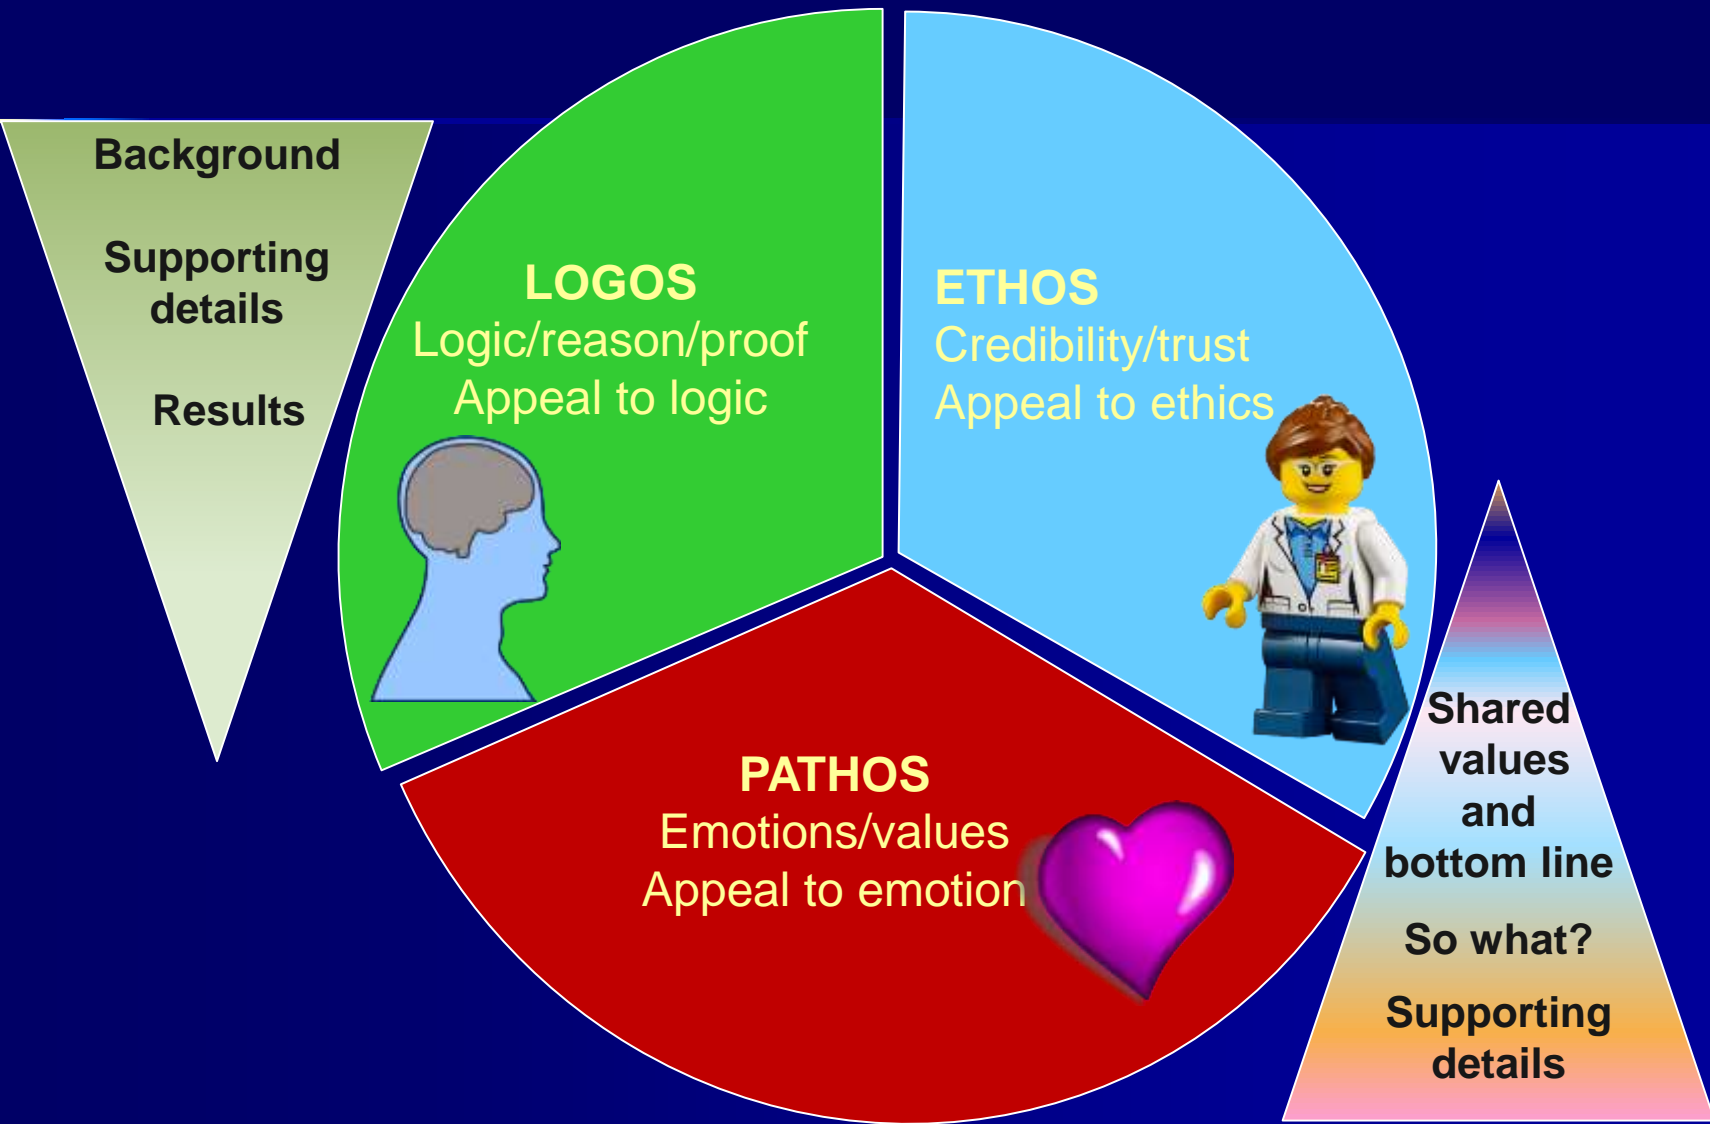 Background
Supporting
details
Results
LOGOS
Logic/reason/proof
Appeal to logic
ETHOS
Credibility/trust
Appeal to ethics
PATHOS
Emotions/values
Appeal to emotion
Shared
values
and
bottom line
So what?
Supporting
details